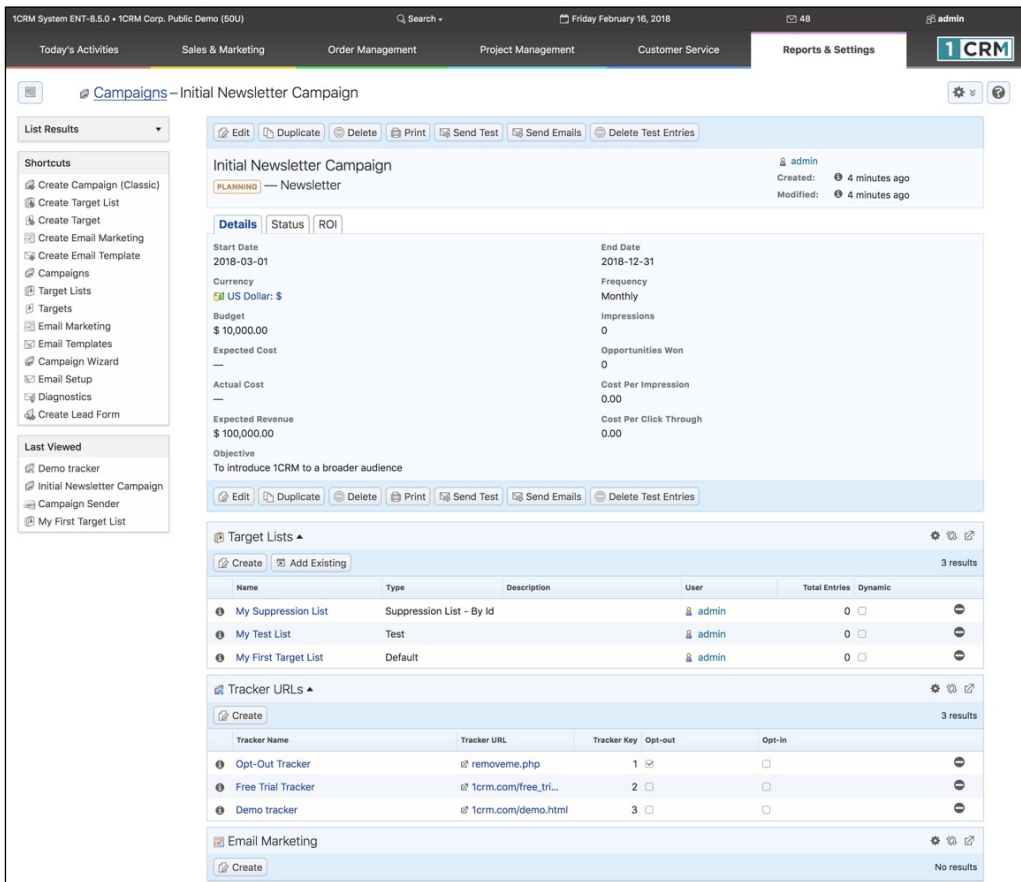 1CRM System ENT-8.5.0 • 1CRM Corp. Public Demo (50U) Search Friday February 16, 2018 48 admin
Today's Activities Sales & Marketing Order Management Project Management Customer Service Reports & Settings 1 CRM
Campaigns – Initial Newsletter Campaign
List Results
Shortcuts
Create Campaign (Classic)
Create Target List
Create Target
Create Email Marketing
Create Email Template
Campaigns
Target Lists
Targets
Email Marketing
Email Templates
Campaign Wizard
Email Setup
Diagnostics
Create Lead Form
Last Viewed
Demo tracker
Initial Newsletter Campaign
Campaign Sender
My First Target List
Edit Duplicate Delete Print Send Test Send Emails Delete Test Entries
Initial Newsletter Campaign
PLANNING — Newsletter
admin
Created: 4 minutes ago
Modified: 4 minutes ago
Details Status ROI
Start Date End Date
2018-03-01 2018-12-31
Currency Frequency
US Dollar: $ Monthly
Budget Impressions
$ 10,000.00 0
Expected Cost Opportunities Won
— 0
Actual Cost Cost Per Impression
— 0.00
Expected Revenue Cost Per Click Through
$ 100,000.00 0.00
Objective
To introduce 1CRM to a broader audience
Edit Duplicate Delete Print Send Test Send Emails Delete Test Entries
Target Lists
Create Add Existing 3 results
Name Type Description User Total Entries Dynamic
My Suppression List Suppression List - By Id admin 0
My Test List Test admin 0
My First Target List Default admin 0
Tracker URLs
Create 3 results
Tracker Name Tracker URL Tracker Key Opt-out Opt-in
Opt-Out Tracker removeme.php 1
Free Trial Tracker 1crm.com/free_tri... 2
Demo tracker 1crm.com/demo.html 3
Email Marketing
Create No results